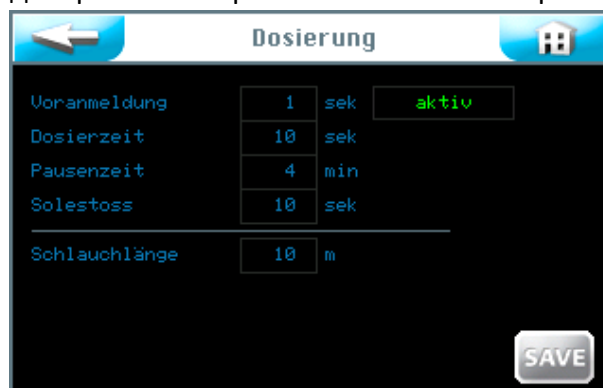 Dosierung
Voranmeldung 1 sek aktiv
Dosierzeit 10 sek
Pausenzeit 4 min
Solestoss 10 sek
Schlauchlänge 10 m
SAVE